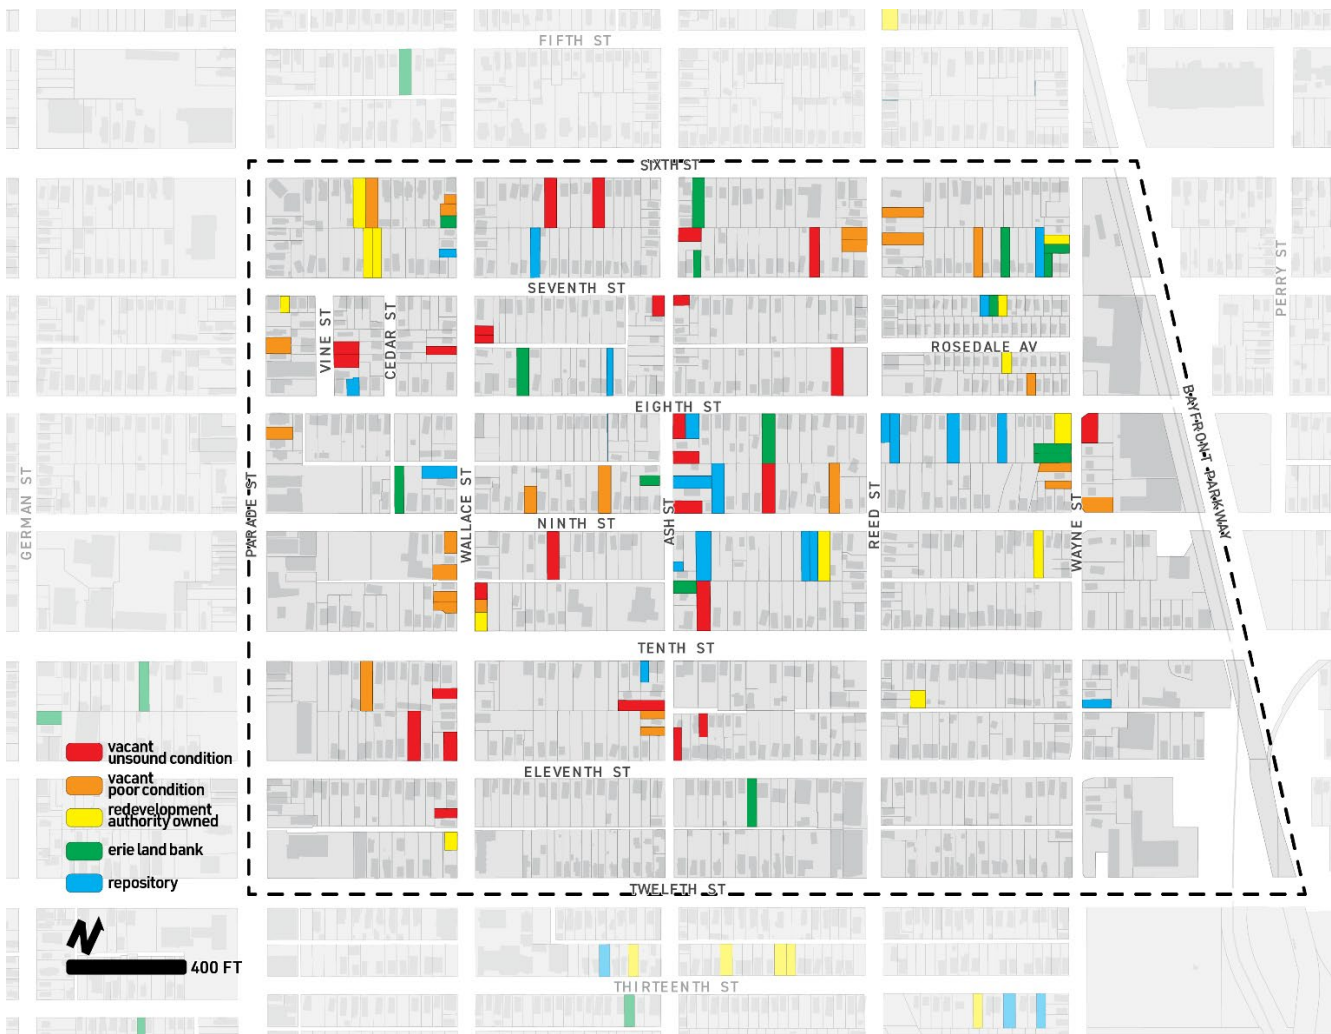 FIFTH ST
SIXTH ST
PERRY ST
SEVENTH ST
VINE ST
CEDAR ST
ROSEDALE AV
EIGHTH ST
BAYFRONT PARKWAY
GERMAN ST
PARADE ST
WALLACE ST
ASH ST
REED ST
WAYNE ST
NINTH ST
TENTH ST
vacant
unsound condition
ELEVENTH ST
vacant
poor condition
redevelopment
authority owned
erie land bank
repository
TWELFTH ST
N
400 FT
THIRTEENTH ST